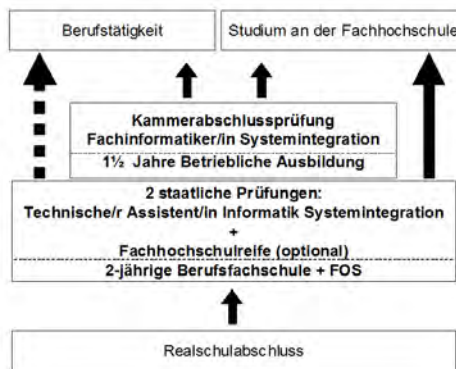 Berufstätigkeit
Studium an der Fachhochschule
Kammerabschlussprüfung
Fachinformatiker/in Systemintegration
1½ Jahre Betriebliche Ausbildung
2 staatliche Prüfungen:
Technische/r Assistent/in Informatik Systemintegration
+
Fachhochschulreife (optional)
2-jährige Berufsfachschule + FOS
Realschulabschluss